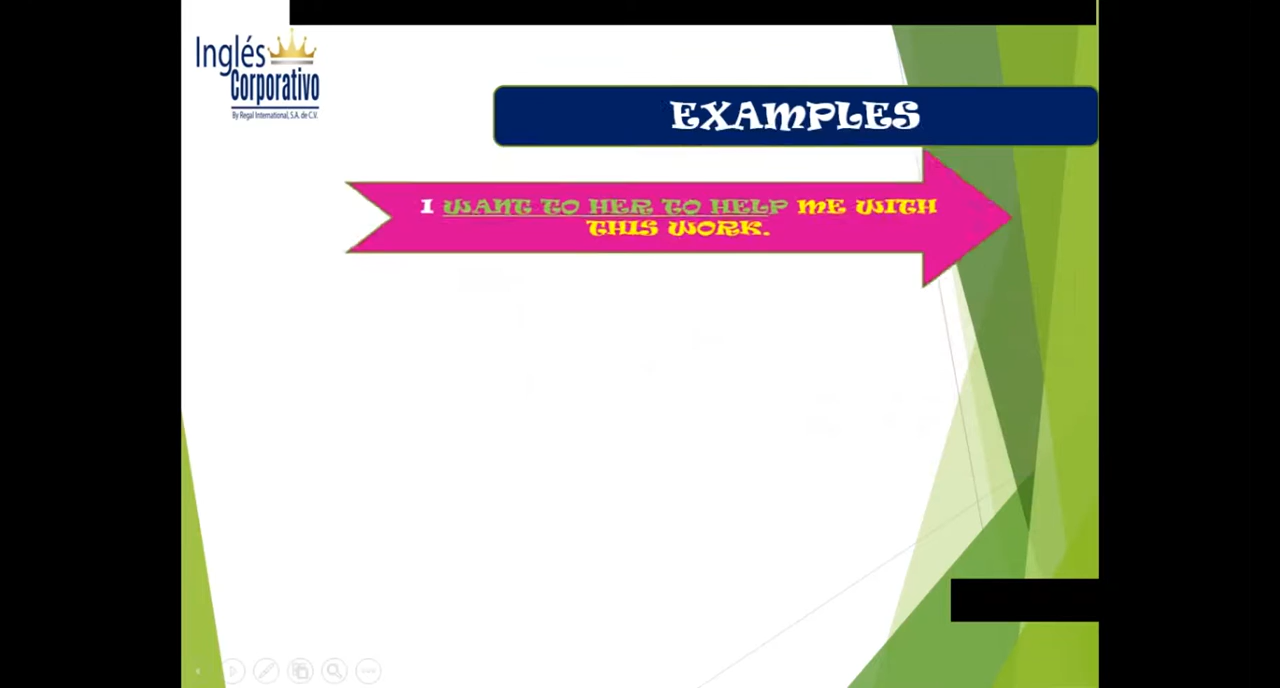 Inglés
Corporativo
By Regal International, S.A. de C.V.
EXAMPLES
I WANT TO HER TO HELP ME WITH
THIS WORK.